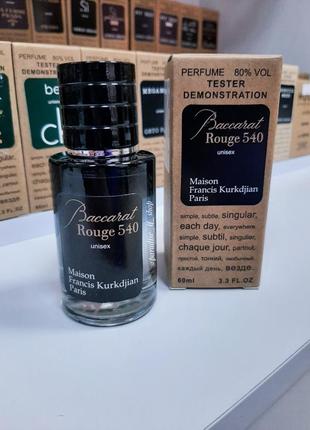 Baccarat
Rouge 540
unisex
Maison
Francis Kurkdjian
Paris
PERFUME 80% VOL
TESTER
DEMONSTRATION
Baccarat
Rouge 540
unisex
Maison
Francis Kurkdjian
Paris
simple, subtle, singular,
each day, everywhere.
simple, subtil, singulier,
chaque jour, partout,
простой, тонкий, необычный,
каждый день, везде...
60ml 3.3 FL.OZ